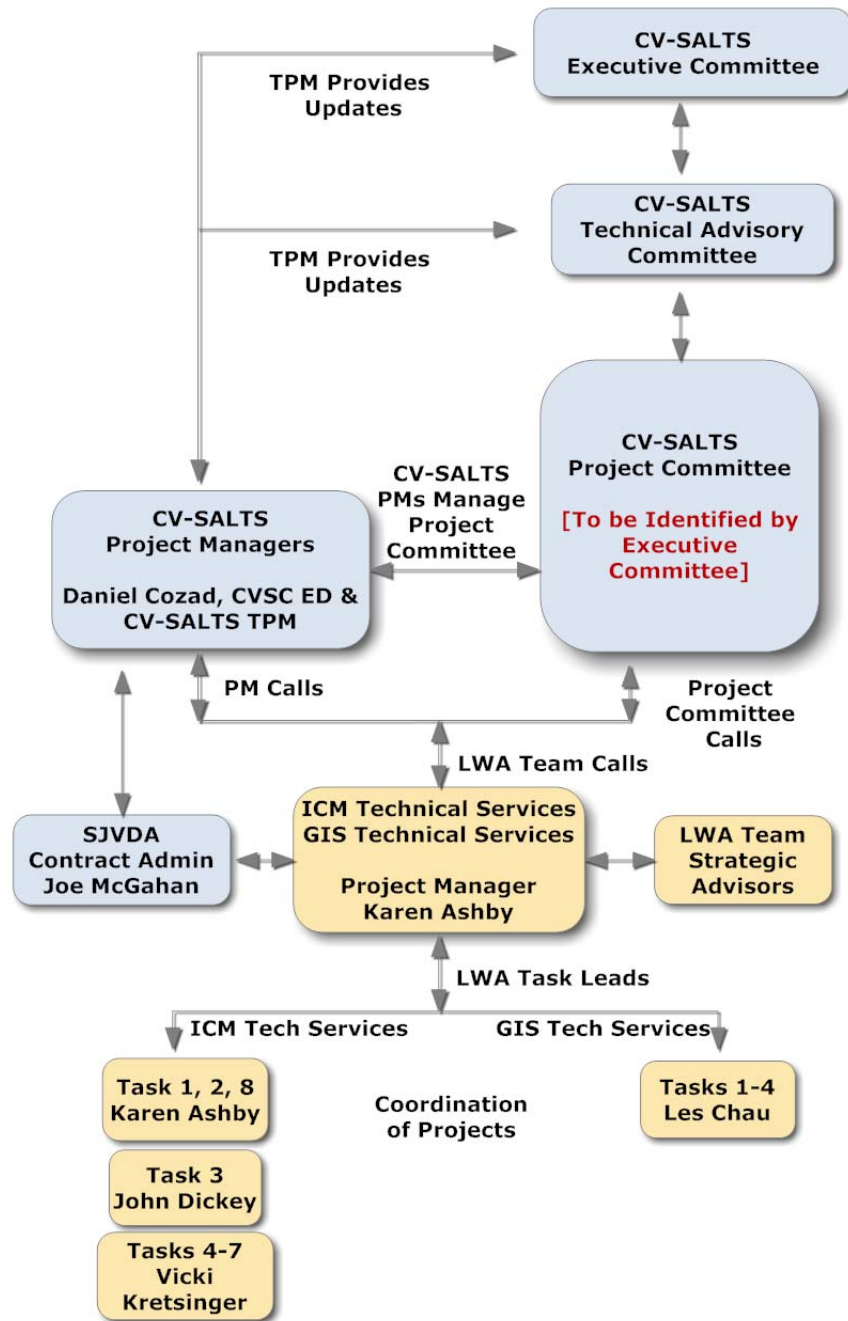 CV-SALTS
Executive Committee
TPM Provides
Updates
CV-SALTS
Technical Advisory
Committee
TPM Provides
Updates
CV-SALTS
Project Committee
[To be Identified by
Executive
Committee]
CV-SALTS
PMs Manage
Project
Committee
CV-SALTS
Project Managers
Daniel Cozad, CVSC ED &
CV-SALTS TPM
PM Calls
Project
Committee
Calls
LWA Team Calls
SJVDA
Contract Admin
Joe McGahan
ICM Technical Services
GIS Technical Services
Project Manager
Karen Ashby
LWA Team
Strategic
Advisors
LWA Task Leads
ICM Tech Services
GIS Tech Services
Task 1, 2, 8
Karen Ashby
Coordination
of Projects
Tasks 1-4
Les Chau
Task 3
John Dickey
Tasks 4-7
Vicki
Kretsinger